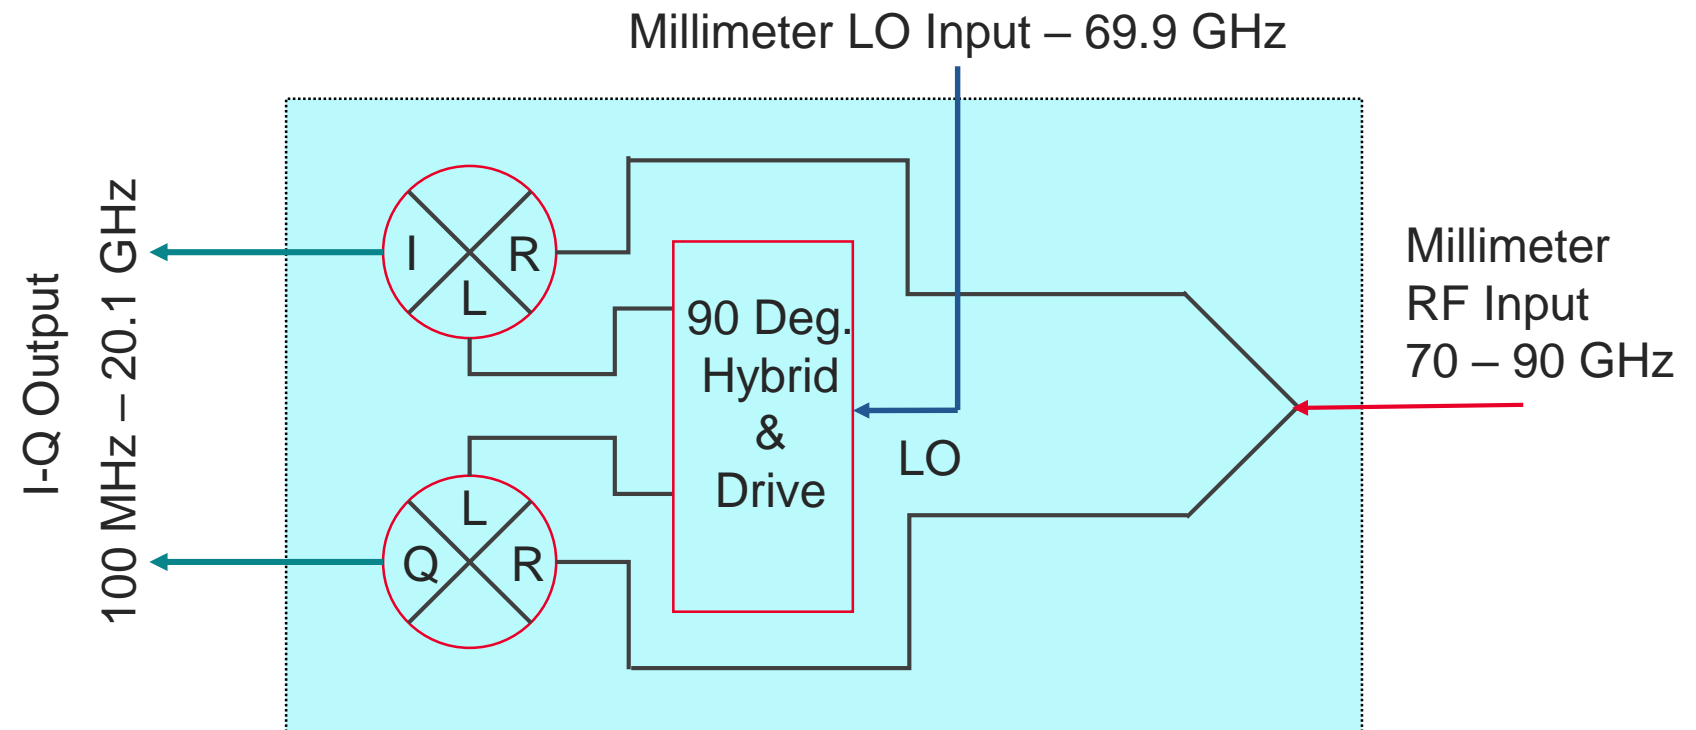 Millimeter LO Input – 69.9 GHz
I-Q Output
100 MHz – 20.1 GHz
I
R
L
90 Deg.
Hybrid
&
Drive
LO
L
Q
R
Millimeter
RF Input
70 – 90 GHz